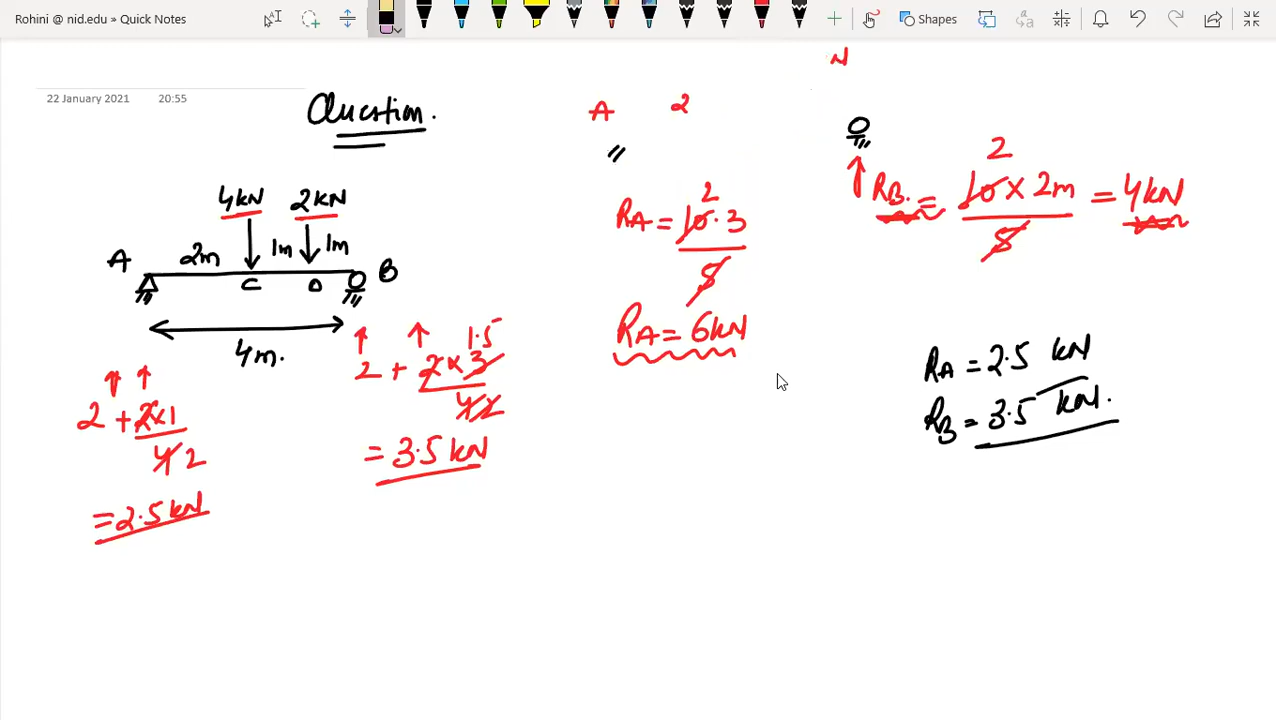 Rohini @ nid.edu » Quick Notes
Shapes
22 January 2021 20:55
Question.
4kN 2kN
A 2m 1m 1m B
C D
4m.
2 + 2×1
4 2
= 2.5kN
1.5
2 + 2×3
4 2
= 3.5 kN
A 2
2
RA = 10·3
5
RA = 6kN
N
2
RB = 10 × 2m = 4kN
5
RA = 2.5 kN
RB = 3.5 kN.